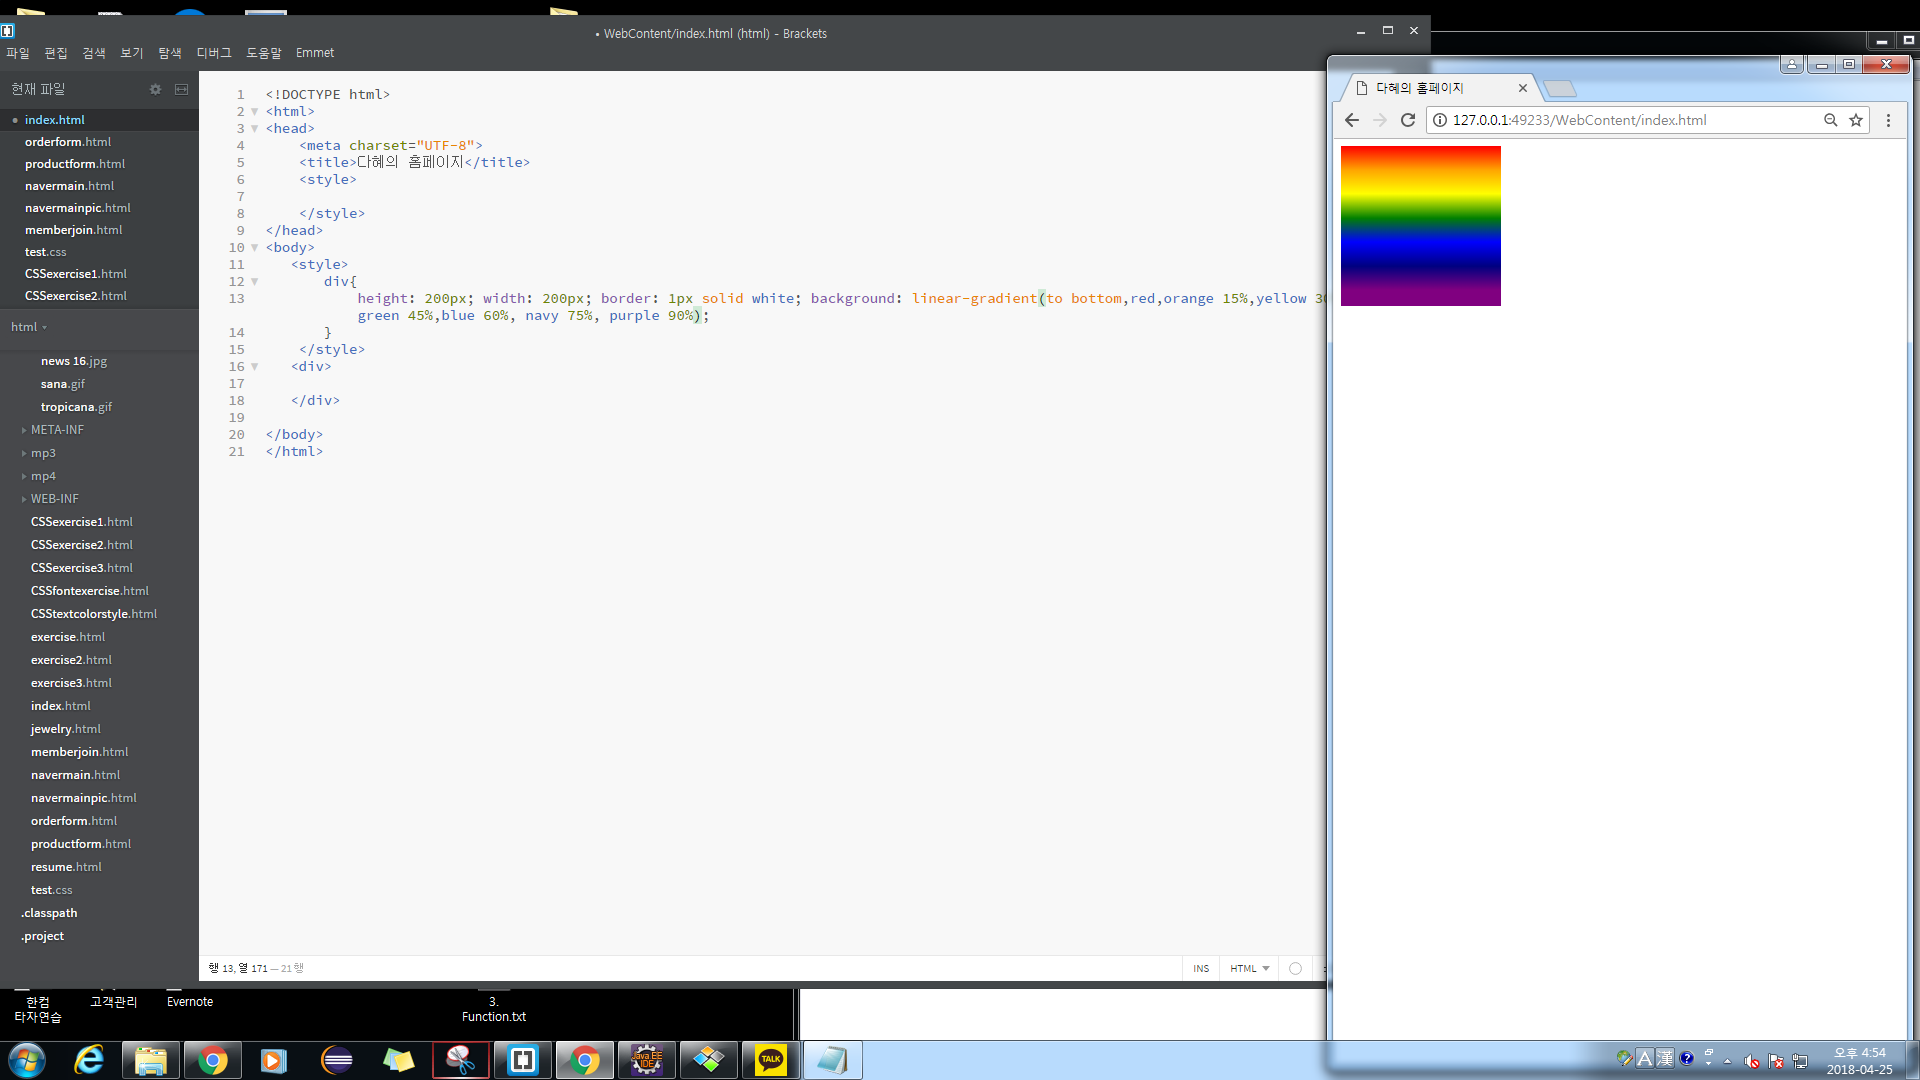 • WebContent/index.html (html) - Brackets
파일 편집 검색 보기 탐색 디버그 도움말 Emmet
현재 파일
index.html
orderform.html
productform.html
navermain.html
navermainpic.html
memberjoin.html
test.css
CSSexercise1.html
CSSexercise2.html
html
news 16.jpg
sana.gif
tropicana.gif
META-INF
mp3
mp4
WEB-INF
CSSexercise1.html
CSSexercise2.html
CSSexercise3.html
CSSfontexercise.html
CSStextcolorstyle.html
exercise.html
exercise2.html
exercise3.html
index.html
jewelry.html
memberjoin.html
navermain.html
navermainpic.html
orderform.html
productform.html
resume.html
test.css
.classpath
.project
1 <!DOCTYPE html>
2 <html>
3 <head>
4 <meta charset="UTF-8">
5 <title>다혜의 홈페이지</title>
6 <style>
7
8 </style>
9 </head>
10 <body>
11 <style>
12 div{
13 height: 200px; width: 200px; border: 1px solid white; background: linear-gradient(to bottom,red,orange 15%,yellow
green 45%,blue 60%, navy 75%, purple 90%);
14 }
15 </style>
16 <div>
17
18 </div>
19
20 </body>
21 </html>
행 13, 열 171 — 21 행
INS HTML
다혜의 홈페이지
127.0.0.1:49233/WebContent/index.html
한컴
타자연습
고객관리
Evernote
3.
Function.txt
Java EE
IDE
TALK
A 漢
오후 4:54
2018-04-25